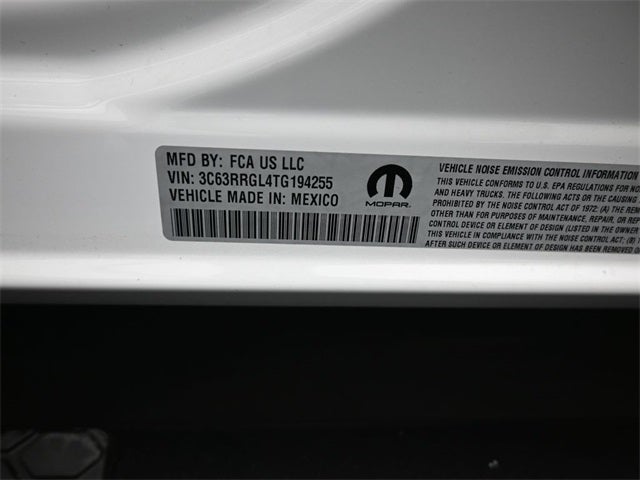 MFD BY: FCA US LLC
VIN: 3C63RRGL4TG194255
VEHICLE MADE IN: MEXICO
MOPAR
VEHICLE NOISE EMISSION CONTROL INFORMATION
THIS VEHICLE CONFORMS TO U.S. EPA REGULATIONS FOR NO
AND HEAVY TRUCKS. THE FOLLOWING ACTS OR THE CAUSING
PROHIBITED BY THE NOISE CONTROL ACT OF 1972: (A) THE REM
OTHER THAN FOR PURPOSES OF MAINTENANCE, REPAIR, OR REP
CONTROL DEVICE OR ELEMENT OF DESIGN (LISTED IN THE OWNER
THIS VEHICLE IN COMPLIANCE WITH THE NOISE CONTROL ACT; (B)
AFTER SUCH DEVICE OR ELEMENT OF DESIGN HAS BEEN REMOVED O